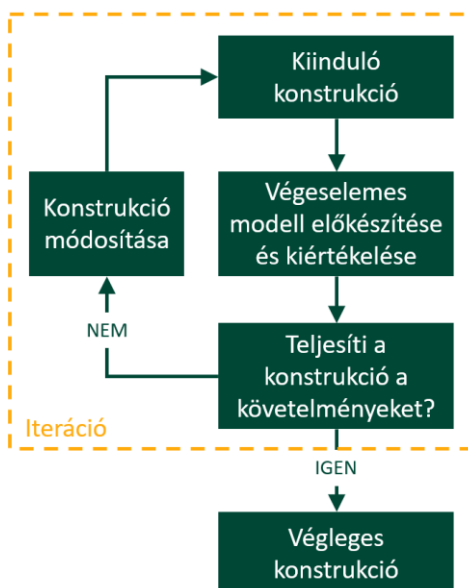 Kiinduló
konstrukció
Konstrukció
módosítása
Végeselemes
modell előkészítése
és kiértékelése
NEM
Teljesíti a
konstrukció a
követelményeket?
Iteráció
IGEN
Végleges
konstrukció